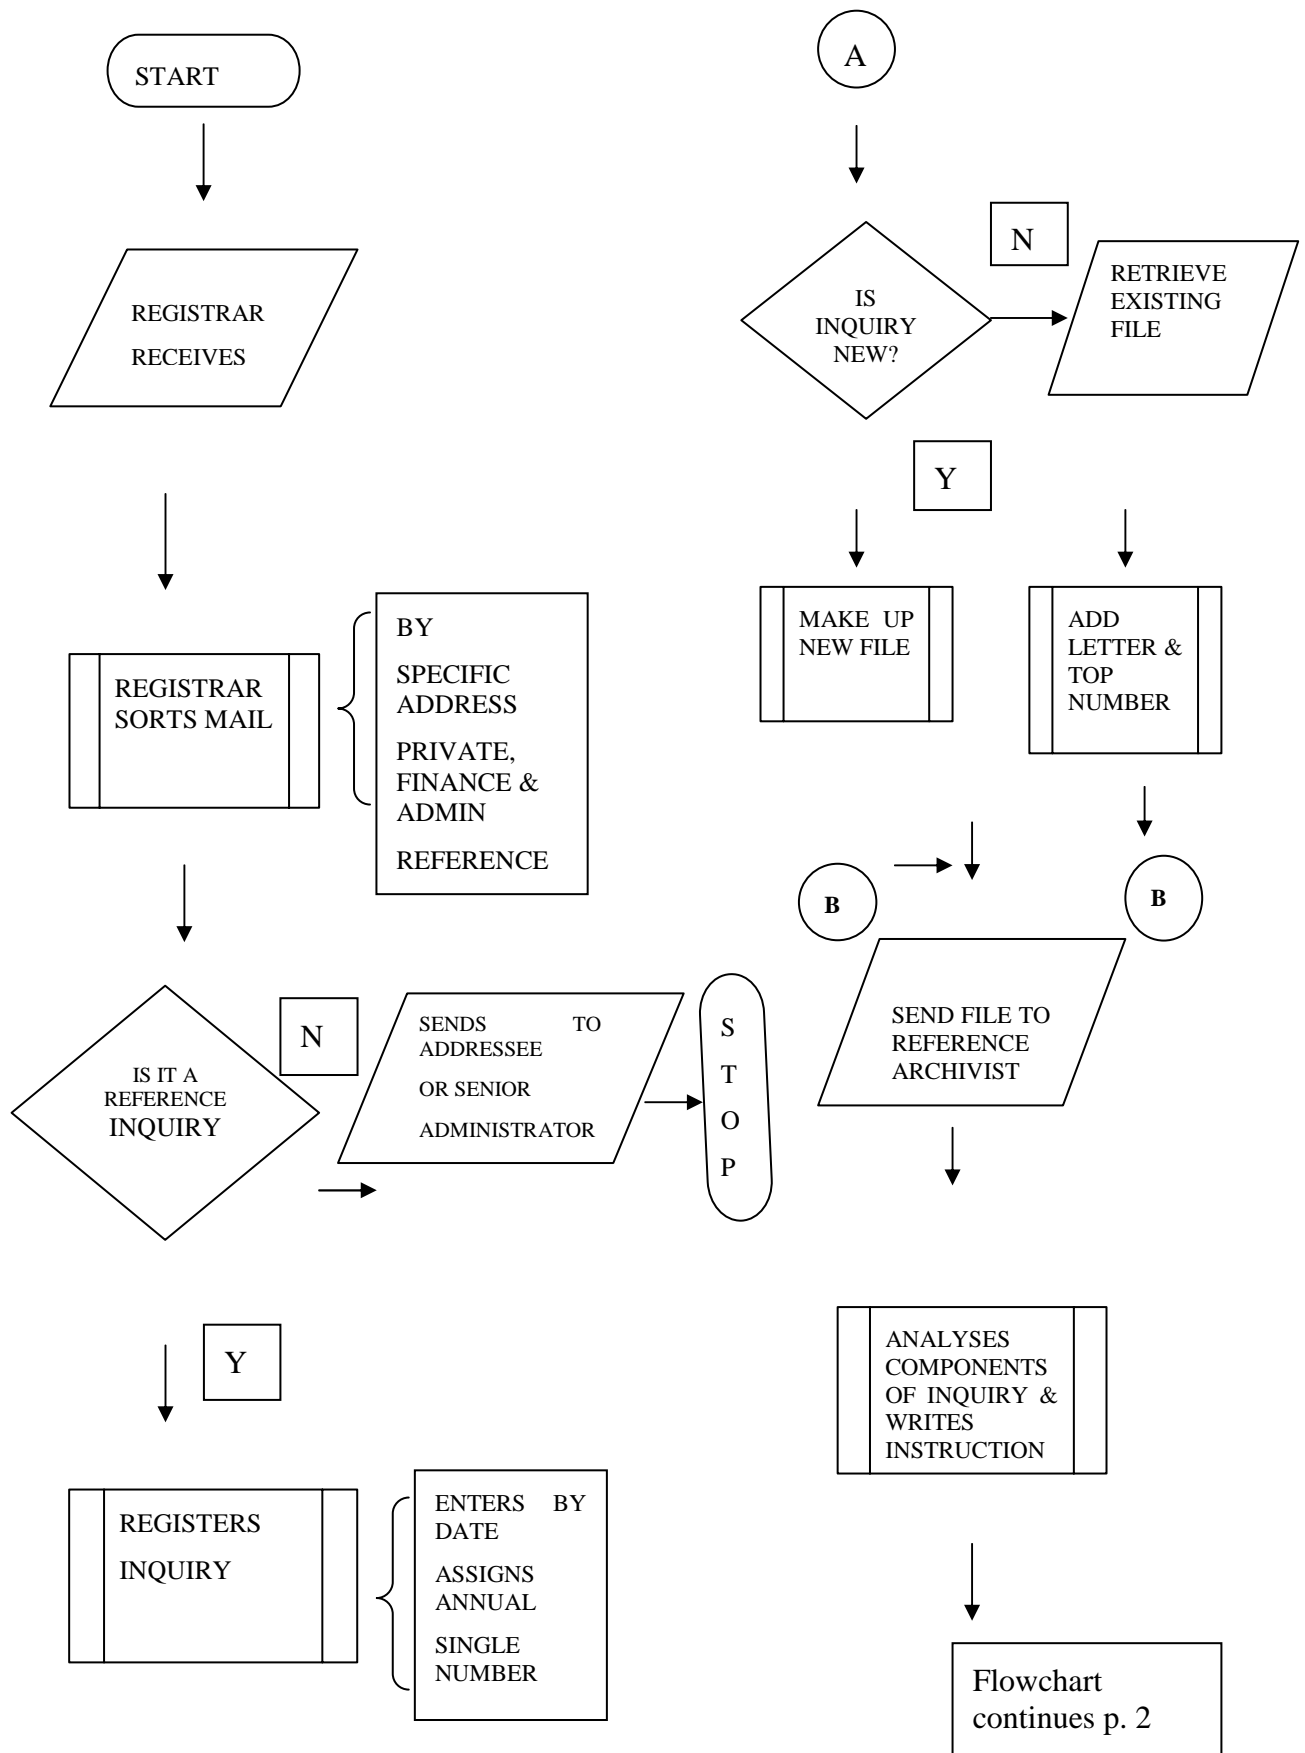 START
REGISTRAR
RECEIVES
REGISTRAR
SORTS MAIL
BY
SPECIFIC
ADDRESS
PRIVATE,
FINANCE &
ADMIN
REFERENCE
IS IT A
REFERENCE
INQUIRY
N
SENDS TO
ADDRESSEE
OR SENIOR
ADMINISTRATOR
S
T
O
P
Y
REGISTERS
INQUIRY
ENTERS BY
DATE
ASSIGNS
ANNUAL
SINGLE
NUMBER
A
IS
INQUIRY
NEW?
N
RETRIEVE
EXISTING
FILE
Y
MAKE UP
NEW FILE
ADD
LETTER &
TOP
NUMBER
B
B
SEND FILE TO
REFERENCE
ARCHIVIST
ANALYSES
COMPONENTS
OF INQUIRY &
WRITES
INSTRUCTION
Flowchart
continues p. 2